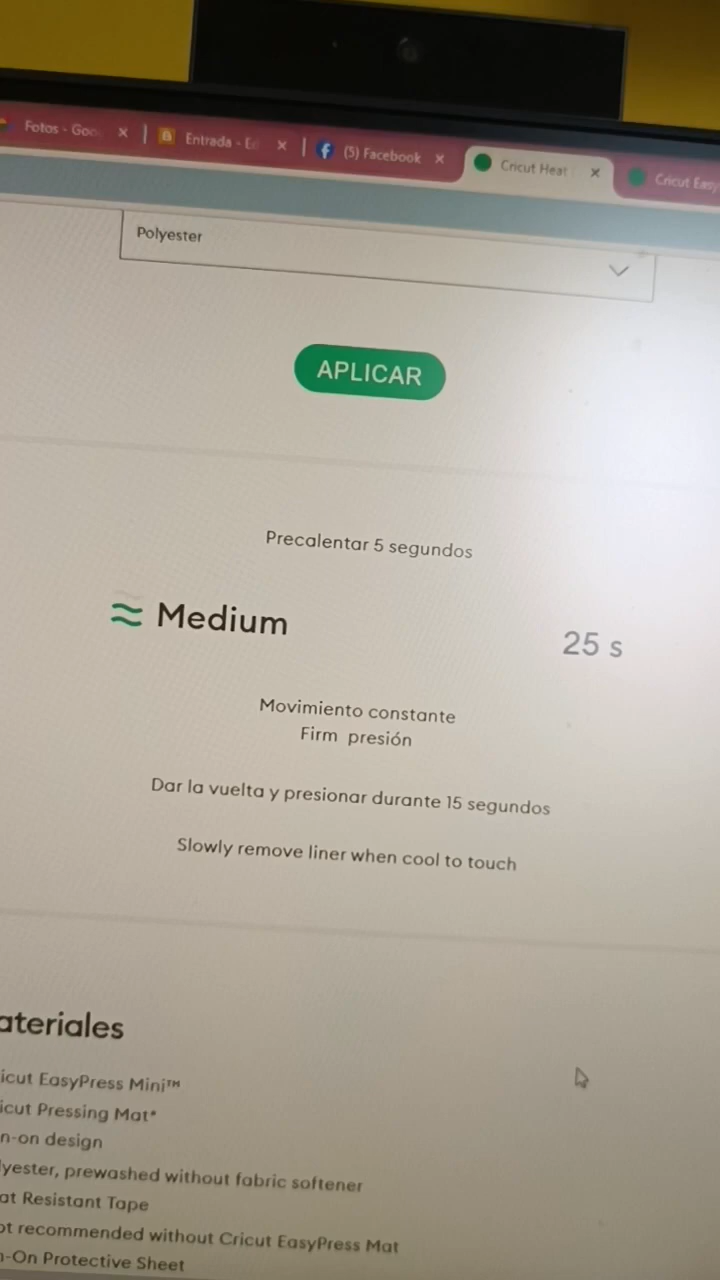 Fotos - Goo
Entrada - E
(5) Facebook
Cricut Heat
Cricut Easy
Polyester
APLICAR
Precalentar 5 segundos
Medium
25 s
Movimiento constante
Firm presión
Dar la vuelta y presionar durante 15 segundos
Slowly remove liner when cool to touch
ateriales
icut EasyPress Mini™
icut Pressing Mat*
n-on design
lyester, prewashed without fabric softener
at Resistant Tape
ot recommended without Cricut EasyPress Mat
n-On Protective Sheet